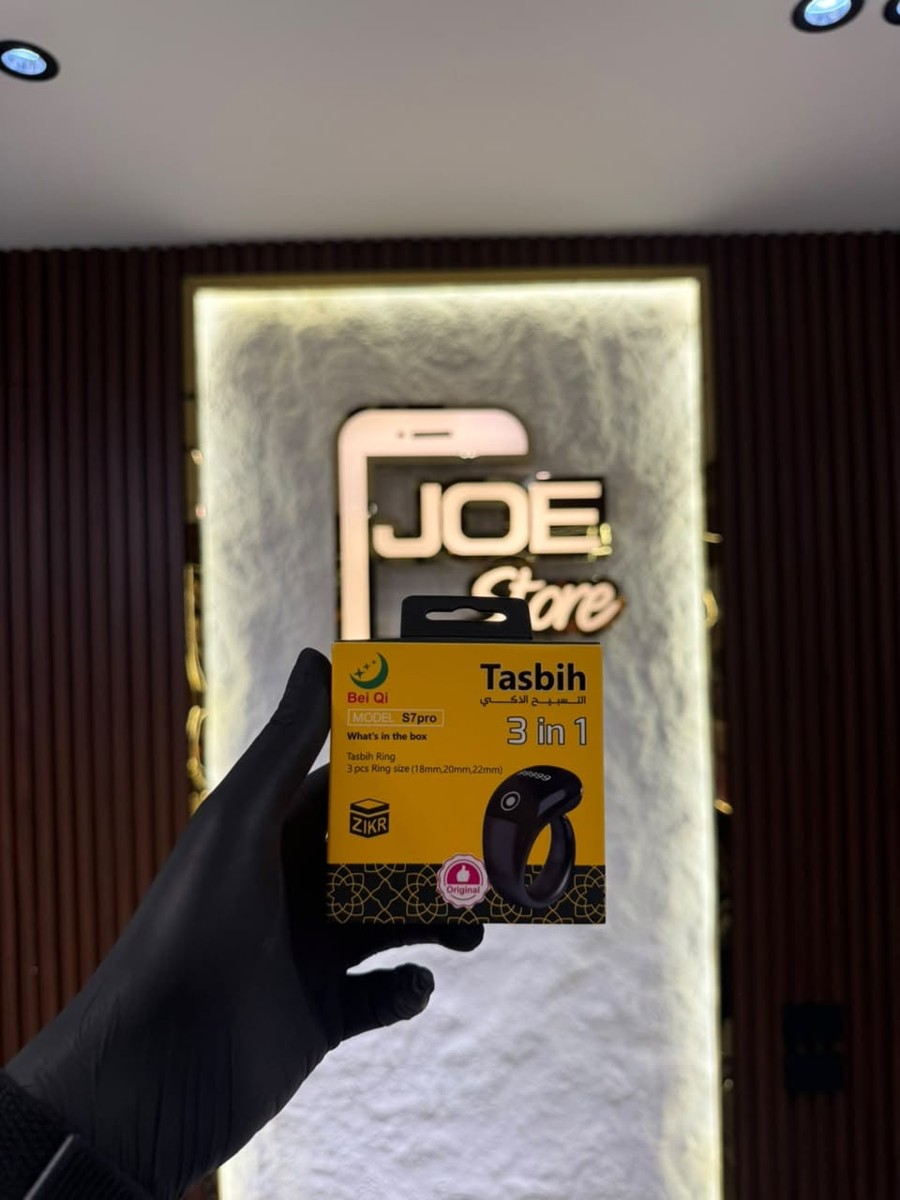 JOE
Store
Bei Qi
MODEL S7pro
What's in the box
Tasbih Ring
3 pcs Ring size (18mm,20mm,22mm)
ZIKR
Tasbih
التسبيح الذكي
3 in 1
Original